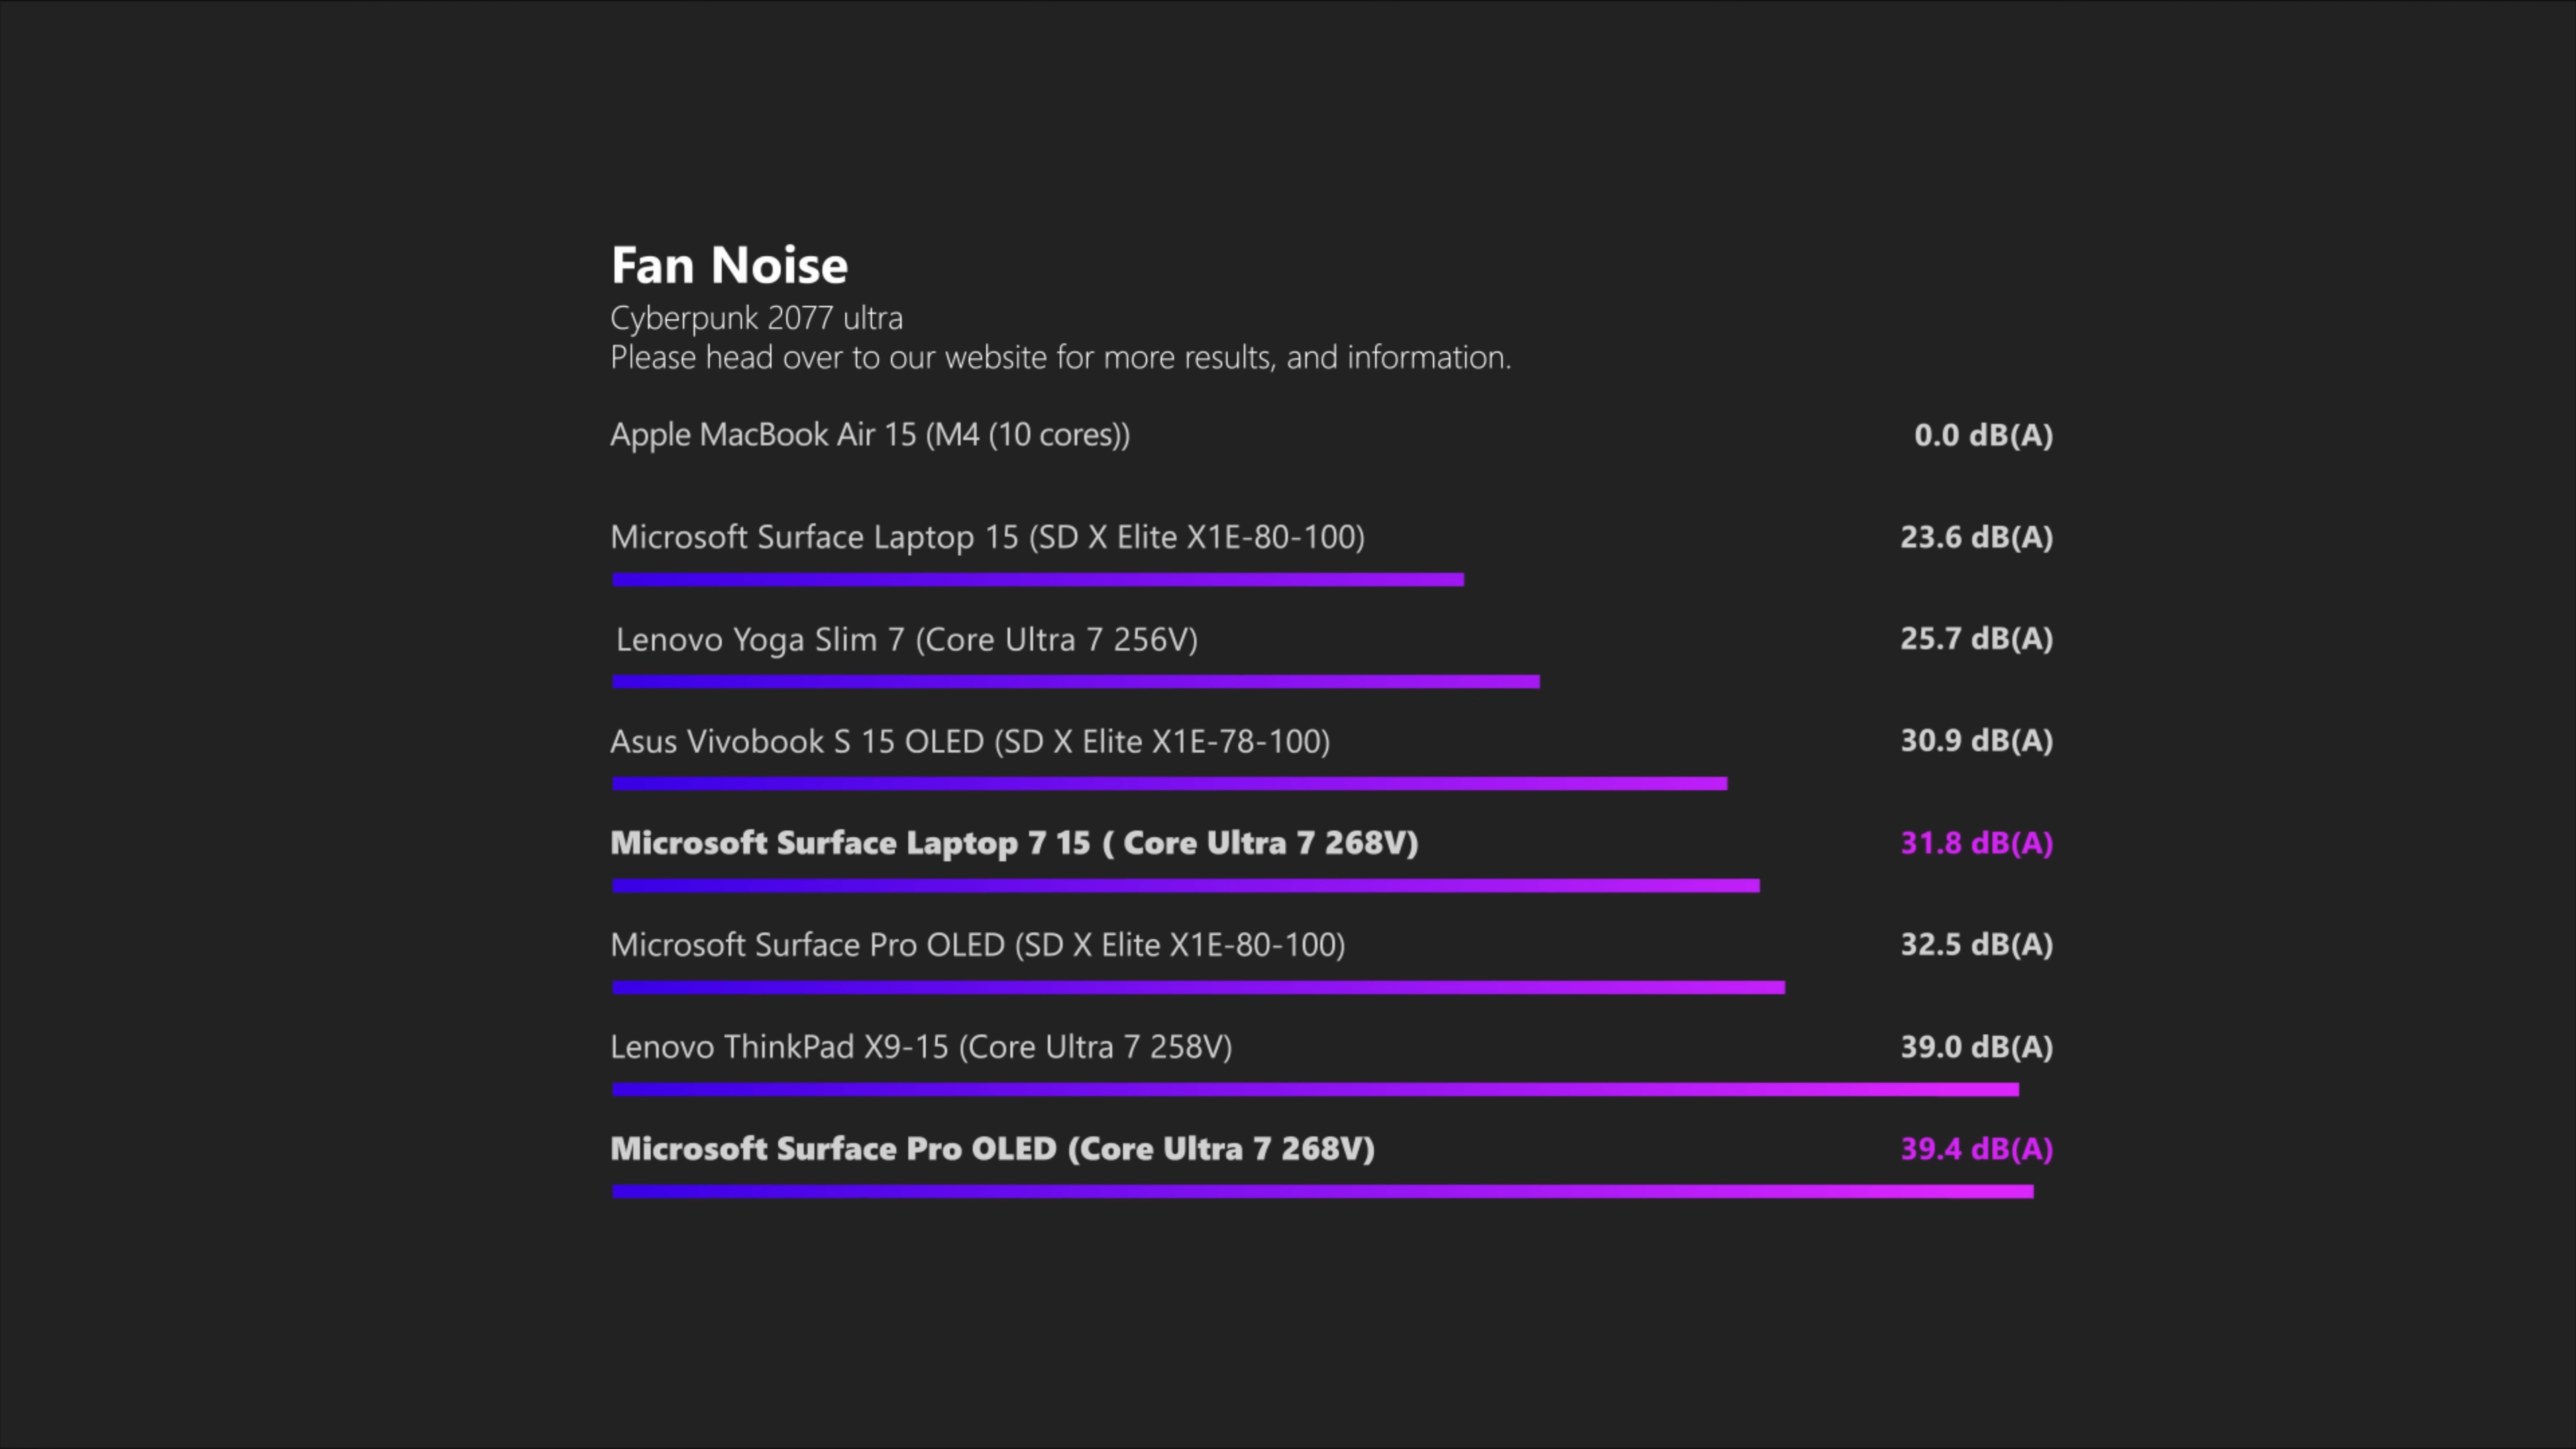 Fan Noise
Cyberpunk 2077 ultra
Please head over to our website for more results, and information.
Apple MacBook Air 15 (M4 (10 cores)) 0.0 dB(A)
Microsoft Surface Laptop 15 (SD X Elite X1E-80-100) 23.6 dB(A)
Lenovo Yoga Slim 7 (Core Ultra 7 256V) 25.7 dB(A)
Asus Vivobook S 15 OLED (SD X Elite X1E-78-100) 30.9 dB(A)
Microsoft Surface Laptop 7 15 ( Core Ultra 7 268V) 31.8 dB(A)
Microsoft Surface Pro OLED (SD X Elite X1E-80-100) 32.5 dB(A)
Lenovo ThinkPad X9-15 (Core Ultra 7 258V) 39.0 dB(A)
Microsoft Surface Pro OLED (Core Ultra 7 268V) 39.4 dB(A)